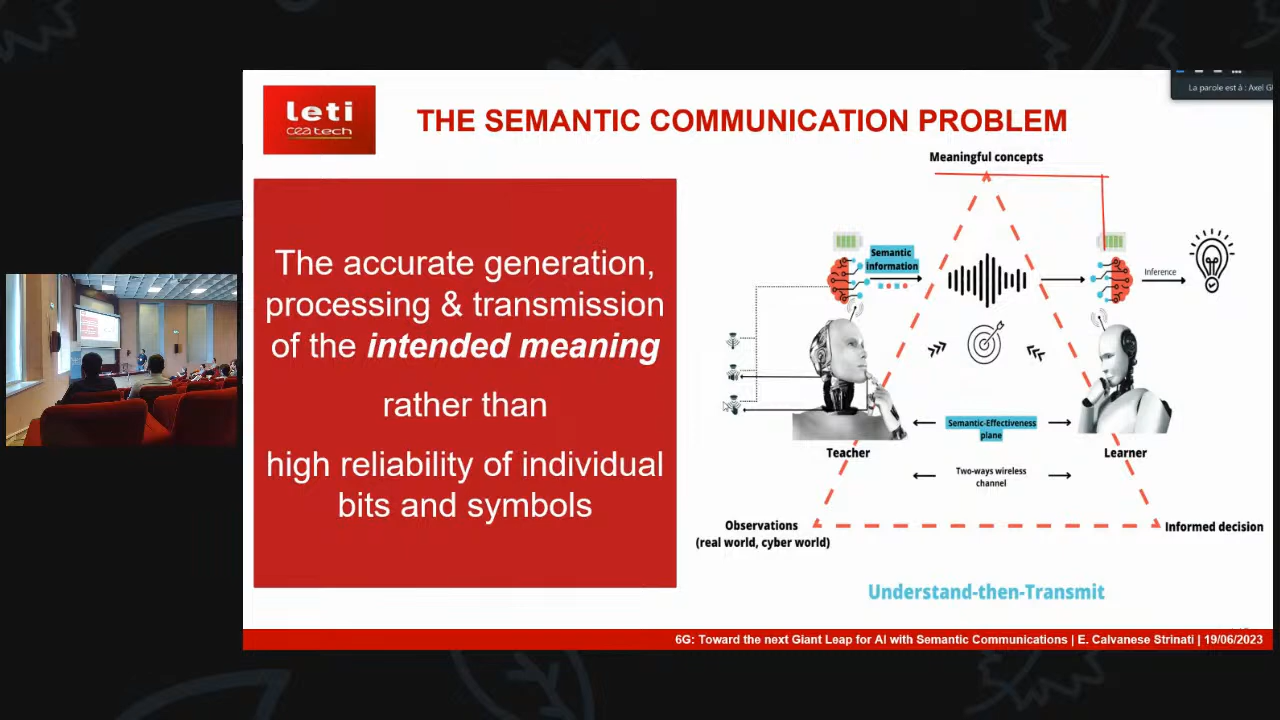 leti
ceatech
THE SEMANTIC COMMUNICATION PROBLEM
La parole est à : Axel
The accurate generation,
processing & transmission
of the intended meaning
rather than
high reliability of individual
bits and symbols
Meaningful concepts
Semantic
information
Inference
Semantic-Effectiveness
plane
Teacher
Learner
Two-ways wireless
channel
Observations
(real world, cyber world)
Informed decision
Understand-then-Transmit
6G: Toward the next Giant Leap for AI with Semantic Communications | E. Calvanese Strinati | 19/06/2023